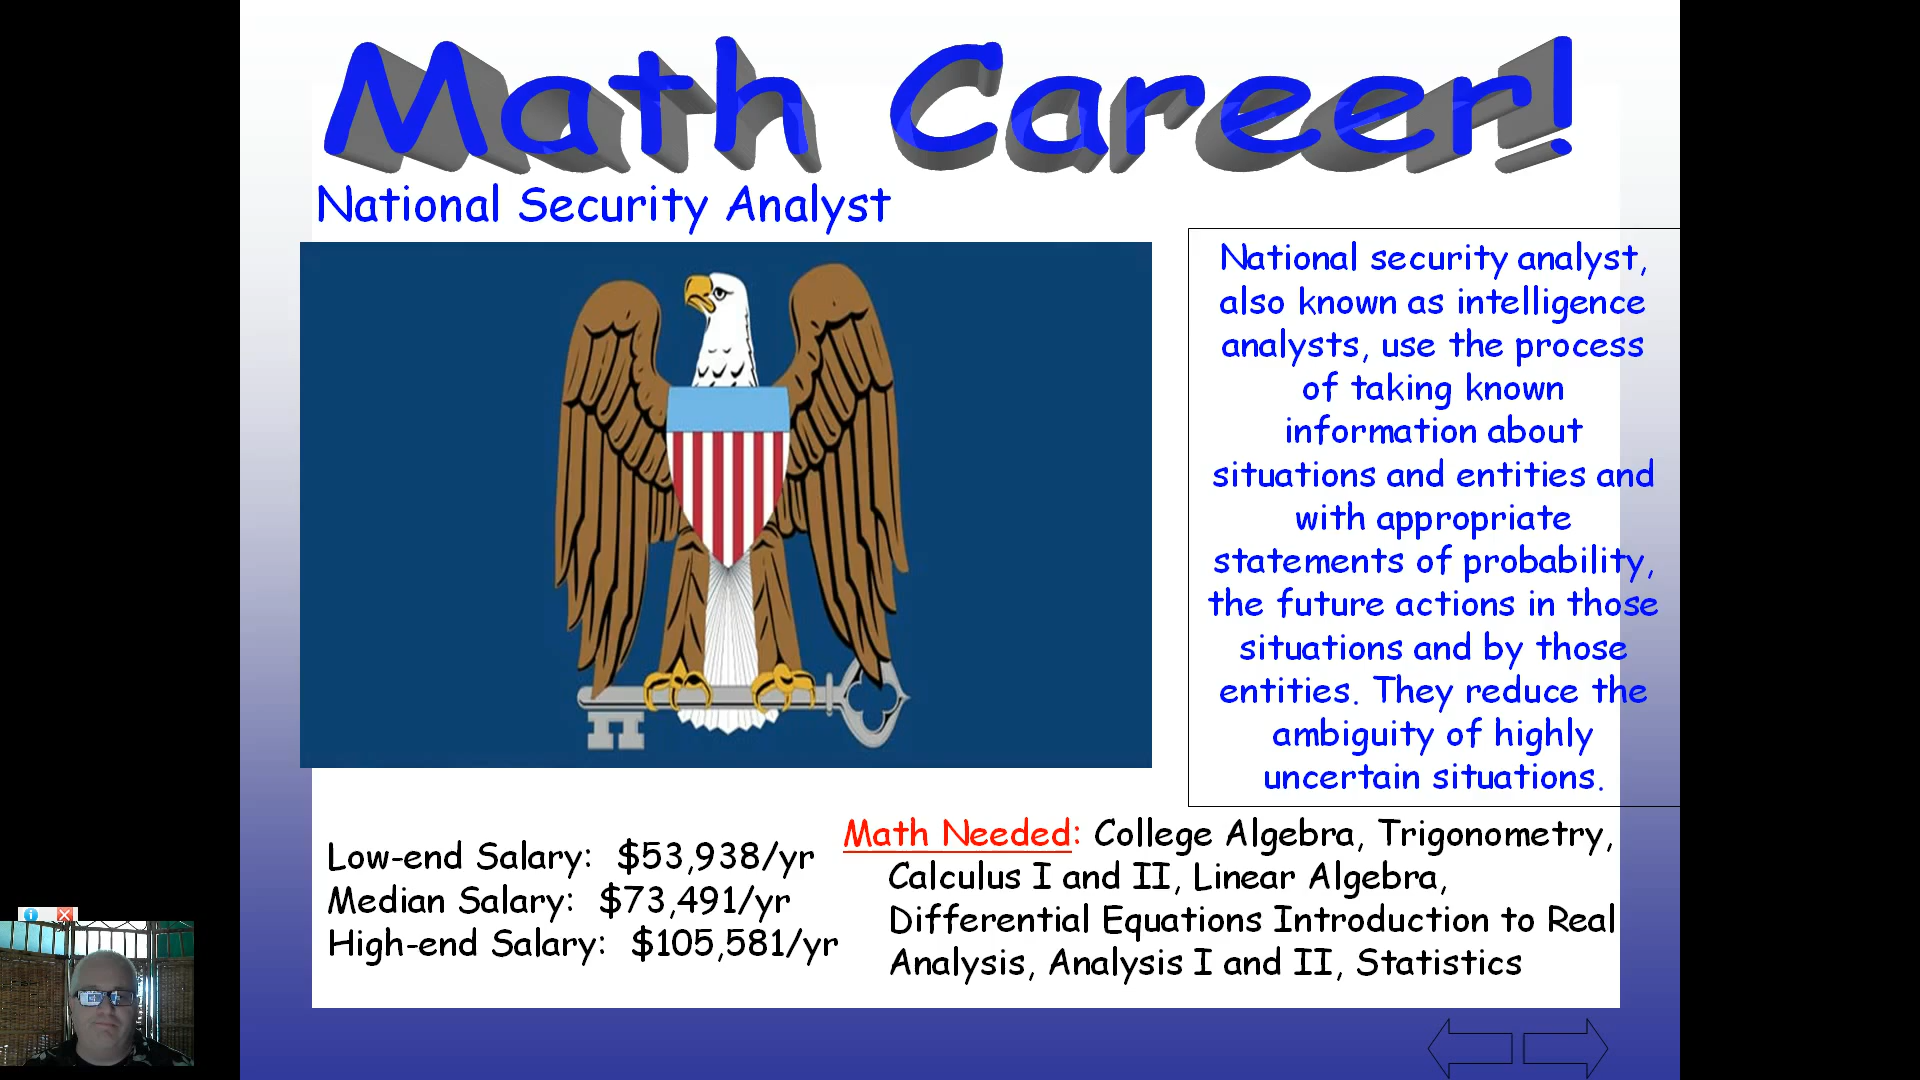 Math Career!
National Security Analyst
National security analyst,
also known as intelligence
analysts, use the process
of taking known
information about
situations and entities and
with appropriate
statements of probability,
the future actions in those
situations and by those
entities. They reduce the
ambiguity of highly
uncertain situations.
Low-end Salary: $53,938/yr
Median Salary: $73,491/yr
High-end Salary: $105,581/yr
Math Needed: College Algebra, Trigonometry,
Calculus I and II, Linear Algebra,
Differential Equations Introduction to Real
Analysis, Analysis I and II, Statistics